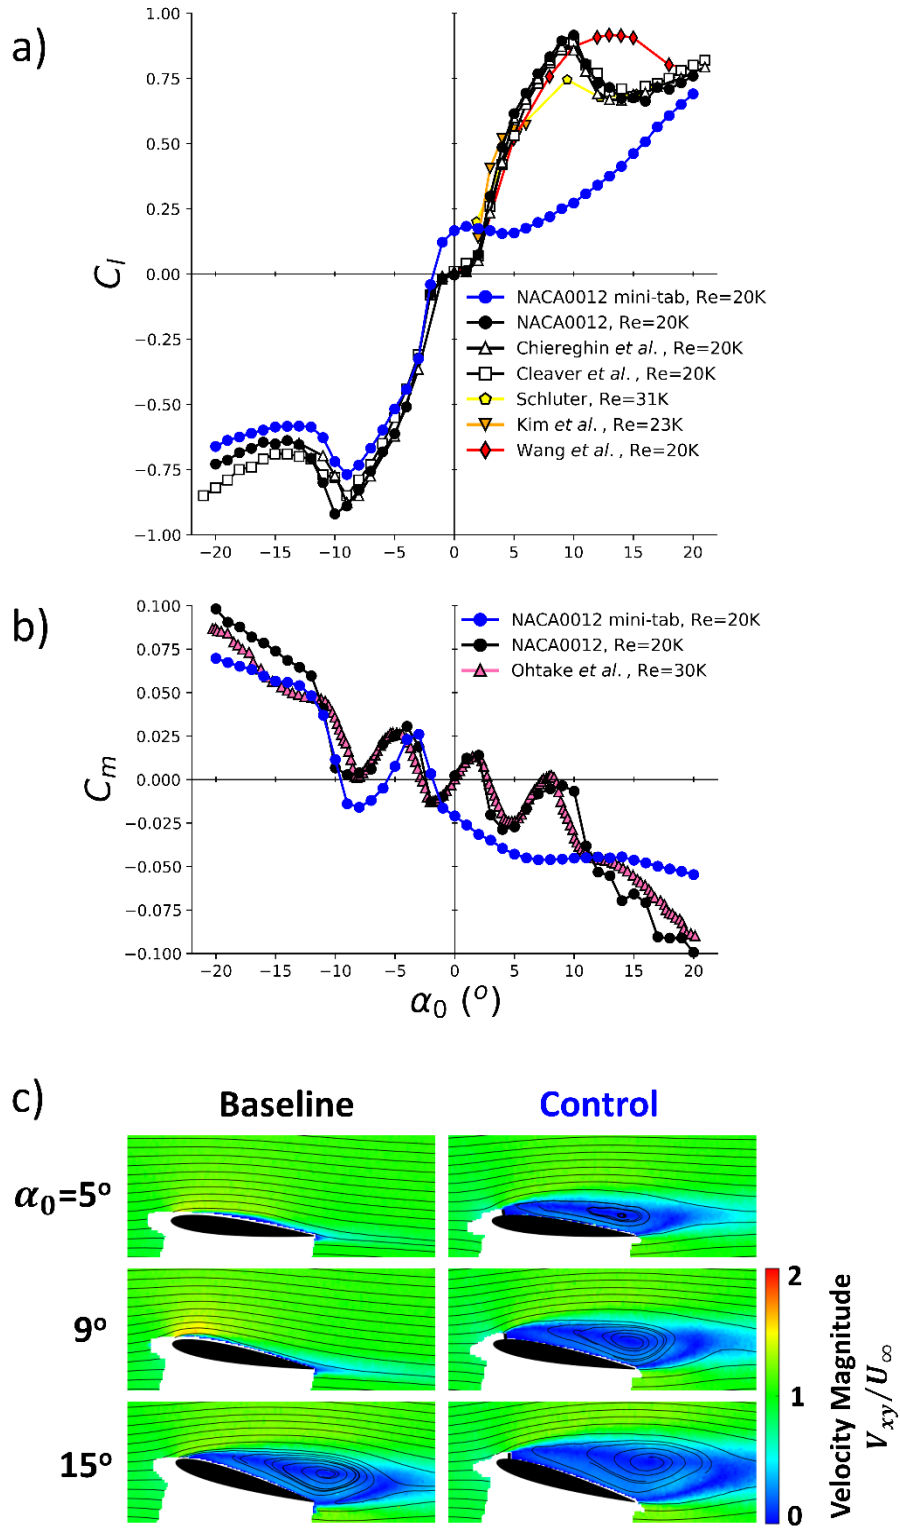 a)
1.00
0.75
0.50
0.25
0.00
−0.25
−0.50
−0.75
−1.00
C_l
NACA0012 mini-tab, Re=20K
NACA0012, Re=20K
Chiereghin et al., Re=20K
Cleaver et al., Re=20K
Schluter, Re=31K
Kim et al., Re=23K
Wang et al., Re=20K
−20 −15 −10 −5 0 5 10 15 20
b)
0.100
0.075
0.050
0.025
0.000
−0.025
−0.050
−0.075
−0.100
C_m
NACA0012 mini-tab, Re=20K
NACA0012, Re=20K
Ohtake et al., Re=30K
−20 −15 −10 −5 0 5 10 15 20
α₀ (°)
c)
Baseline Control
α₀=5°
9°
15°
2
1
0
Velocity Magnitude
V_xy/U_∞